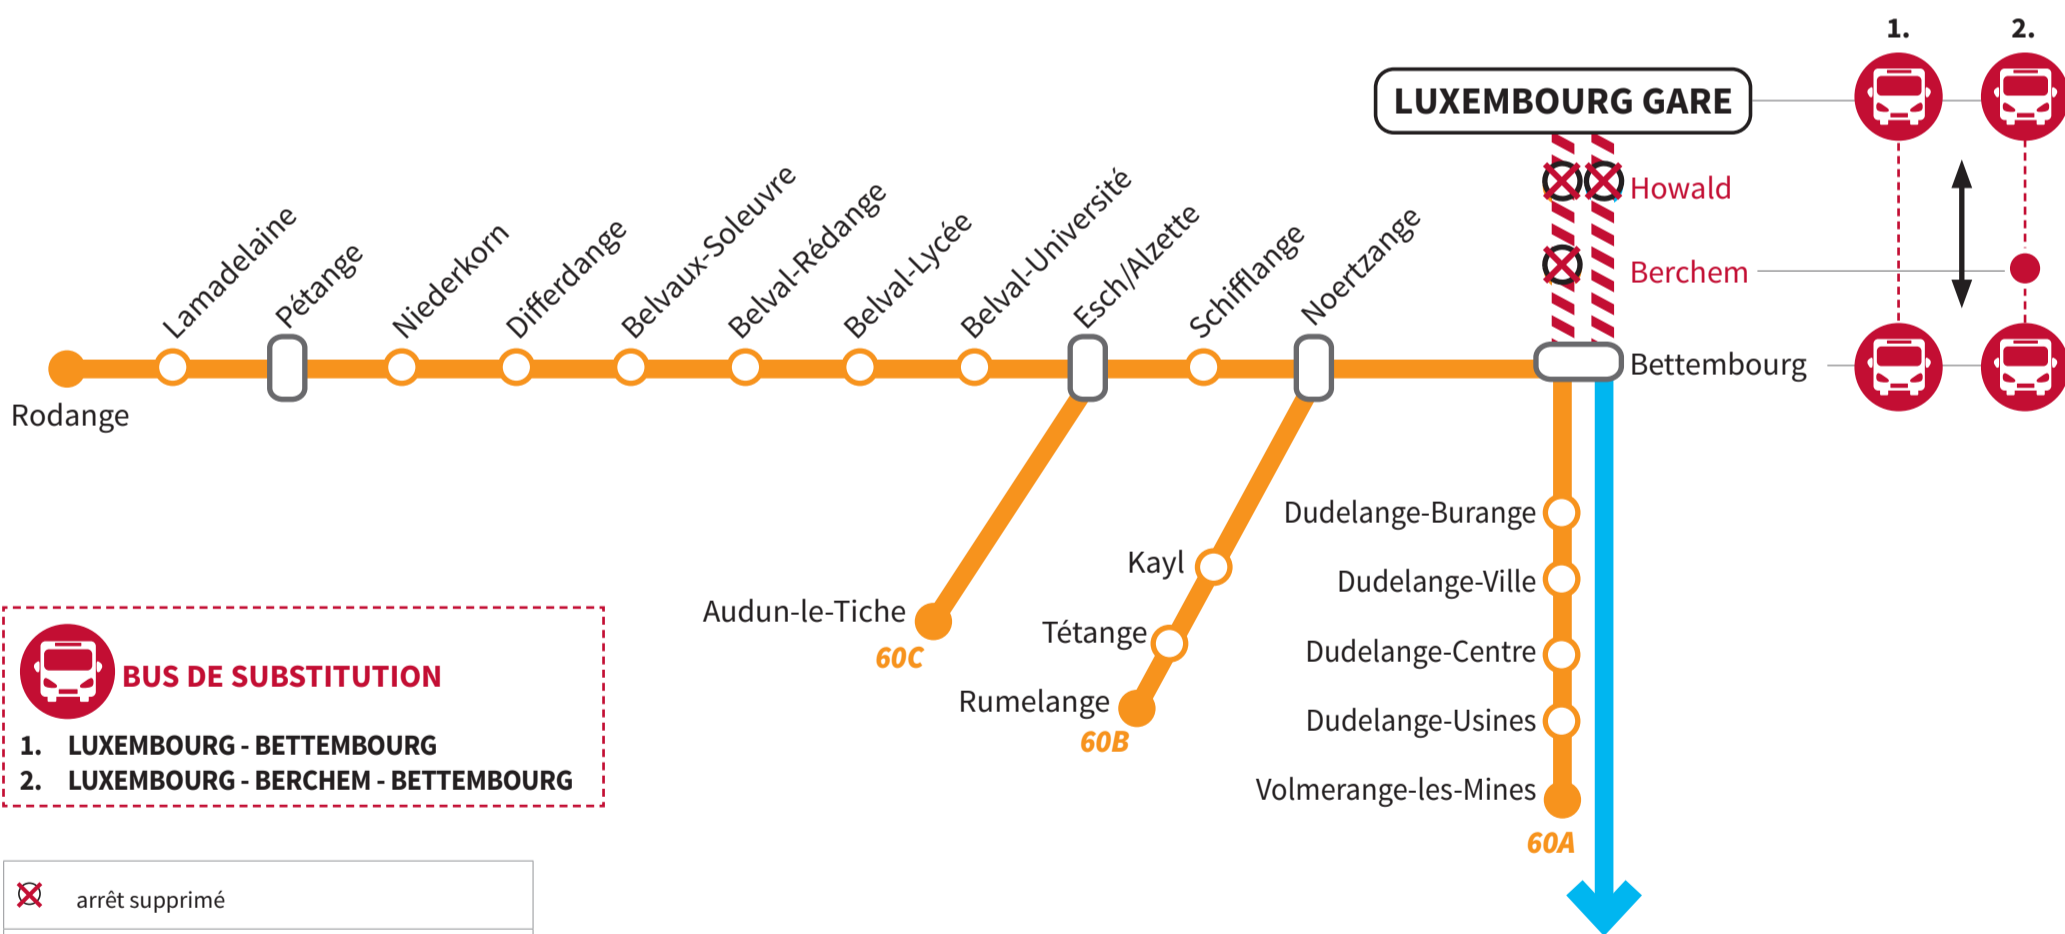 1.
2.
LUXEMBOURG GARE
Howald
Berchem
Bettembourg
Rodange
Lamadelaine
Pétange
Niederkorn
Differdange
Belvaux-Soleuvre
Belval-Rédange
Belval-Lycée
Belval-Université
Esch/Alzette
Schifflange
Noertzange
Audun-le-Tiche
60C
Kayl
Tétange
Rumelange
60B
Dudelange-Burange
Dudelange-Ville
Dudelange-Centre
Dudelange-Usines
Volmerange-les-Mines
60A
BUS DE SUBSTITUTION
1. LUXEMBOURG - BETTEMBOURG
2. LUXEMBOURG - BERCHEM - BETTEMBOURG
arrêt supprimé